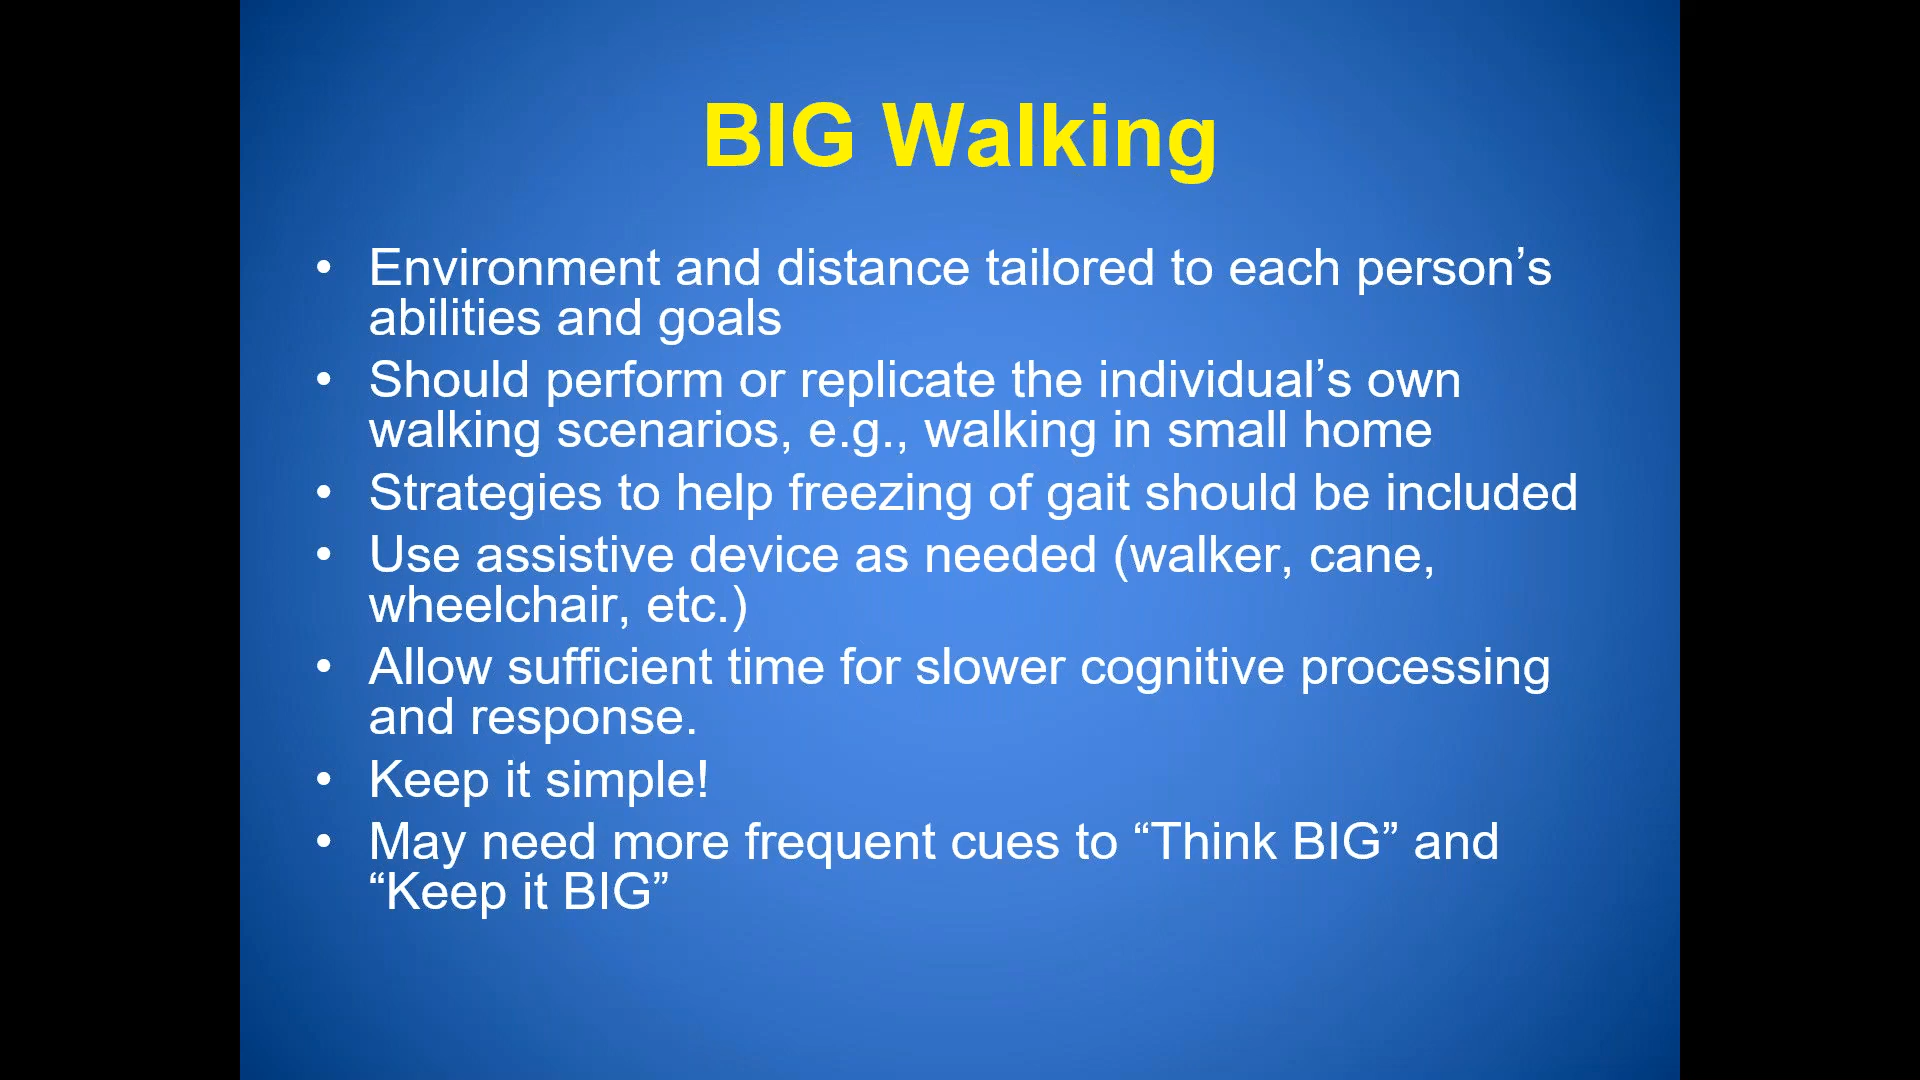 BIG Walking
• Environment and distance tailored to each person’s
abilities and goals
• Should perform or replicate the individual’s own
walking scenarios, e.g., walking in small home
• Strategies to help freezing of gait should be included
• Use assistive device as needed (walker, cane,
wheelchair, etc.)
• Allow sufficient time for slower cognitive processing
and response.
• Keep it simple!
• May need more frequent cues to “Think BIG” and
“Keep it BIG”